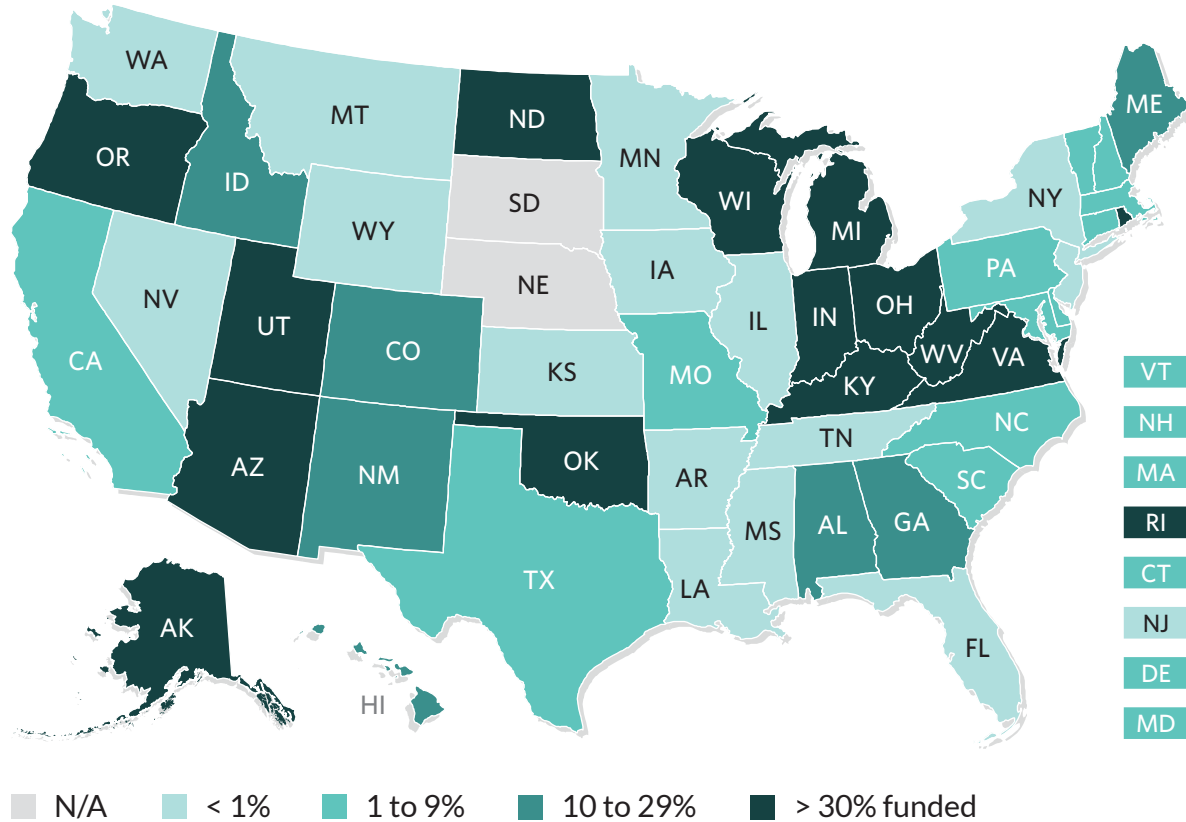 WA
MT
ND
MN
ME
OR
ID
SD
WI
NY
WY
MI
NV
NE
IA
PA
UT
IL
IN
OH
CA
CO
WV
VA
KS
MO
KY
VT
NC
NH
TN
AZ
NM
OK
AR
SC
MA
MS
AL
GA
RI
TX
LA
CT
AK
FL
NJ
DE
HI
MD
N/A
< 1%
1 to 9%
10 to 29%
> 30% funded